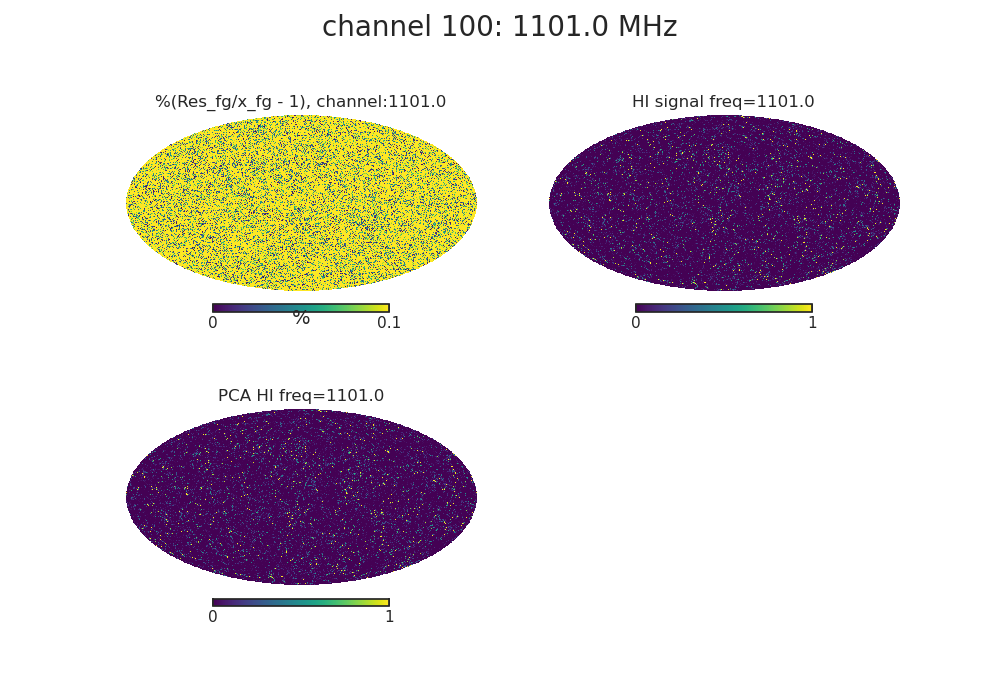 channel 100: 1101.0 MHz
%(Res_fg/x_fg - 1), channel:1101.0
HI signal freq=1101.0
0 % 0.1
0 1
PCA HI freq=1101.0
0 1